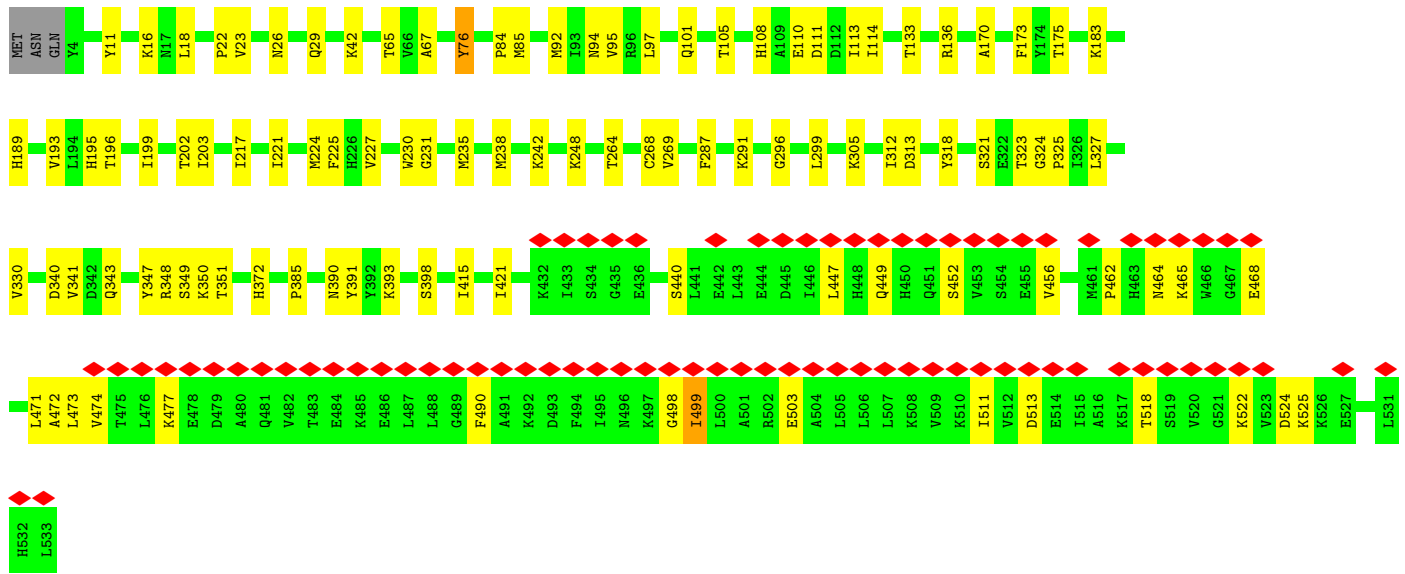 MET ASN GLN Y4 Y11 K16 N17 L18 P22 V23 N26 Q29 K42 T65 V66 A67 Y76 P84 M85 M92 I93 N94 V95 R96 L97 Q101 T105 H108 A109 E110 D111 D112 I113 I114 T133 R136 A170 F173 Y174 T175 K183
H189 V193 L194 H195 T196 I199 T202 I203 I217 I221 M224 F225 H226 V227 W230 G231 M235 M238 K242 K248 T264 C268 V269 F287 K291 G296 L299 K305 I312 D313 Y318 S321 E322 T323 G324 P325 I326 L327
V330 D340 V341 D342 Q343 Y347 R348 S349 K350 T351 H372 P385 N390 Y391 Y392 K393 S398 I415 I421 K432 I433 S434 G435 E436 S440 L441 E442 L443 E444 D445 I446 L447 H448 Q449 H450 Q451 S452 V453 S454 E455 V456 M461 P462 H463 N464 K465 W466 G467 E468
L471 A472 L473 V474 T475 L476 K477 E478 D479 A480 Q481 V482 T483 E484 K485 E486 L487 L488 G489 F490 A491 K492 D493 F494 I495 N496 K497 G498 I499 L500 A501 R502 E503 A504 L505 L506 L507 K508 V509 K510 I511 V512 D513 E514 I515 A516 K517 T518 S519 V520 G521 K522 V523 D524 K525 K526 E527 L531
H532 L533